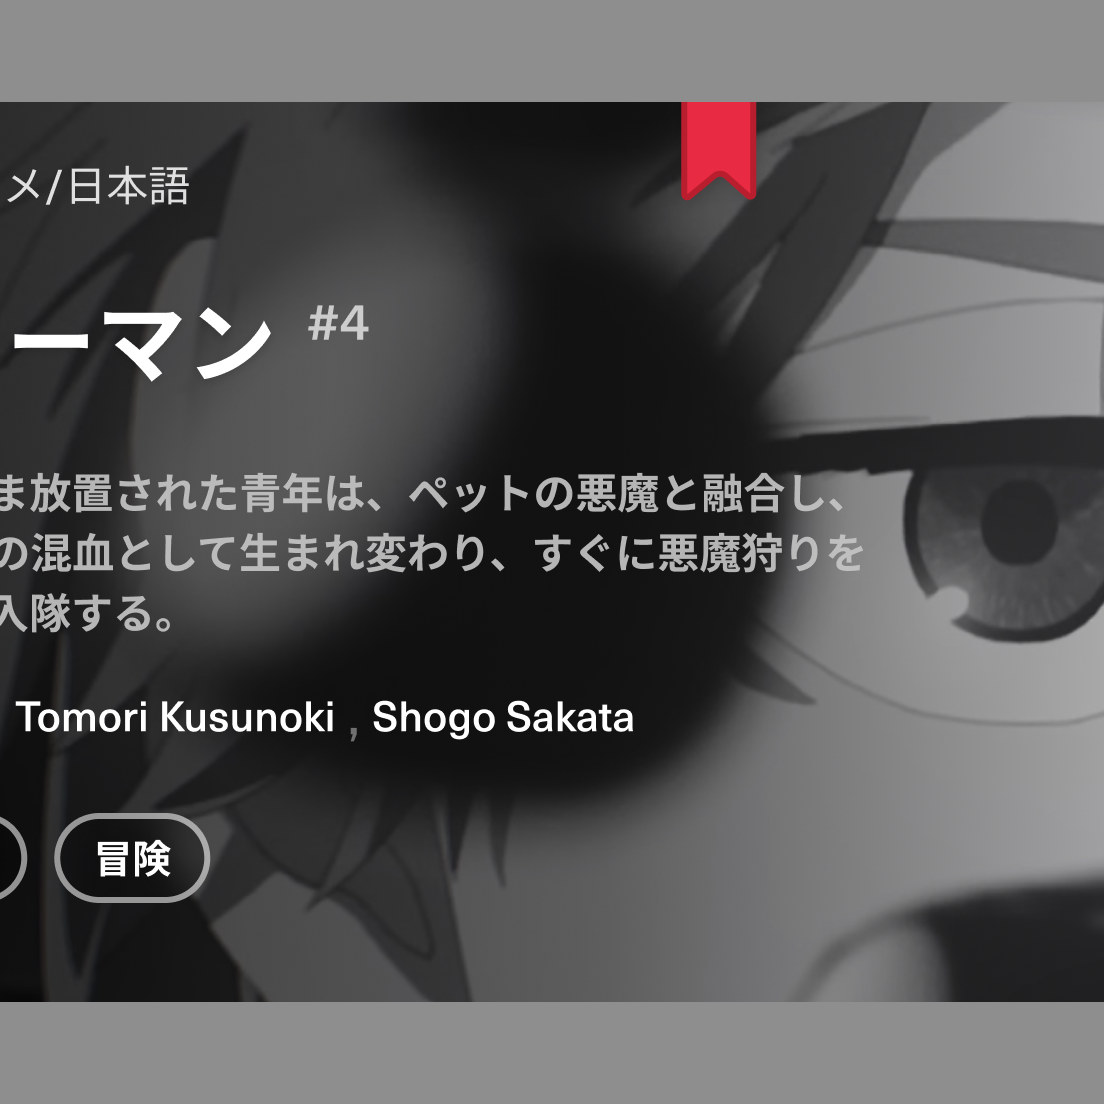 メ/日本語
ーマン #4
ま放置された青年は、ペットの悪魔と融合し、
の混血として生まれ変わり、すぐに悪魔狩りを
入隊する。
Tomori Kusunoki , Shogo Sakata
冒険